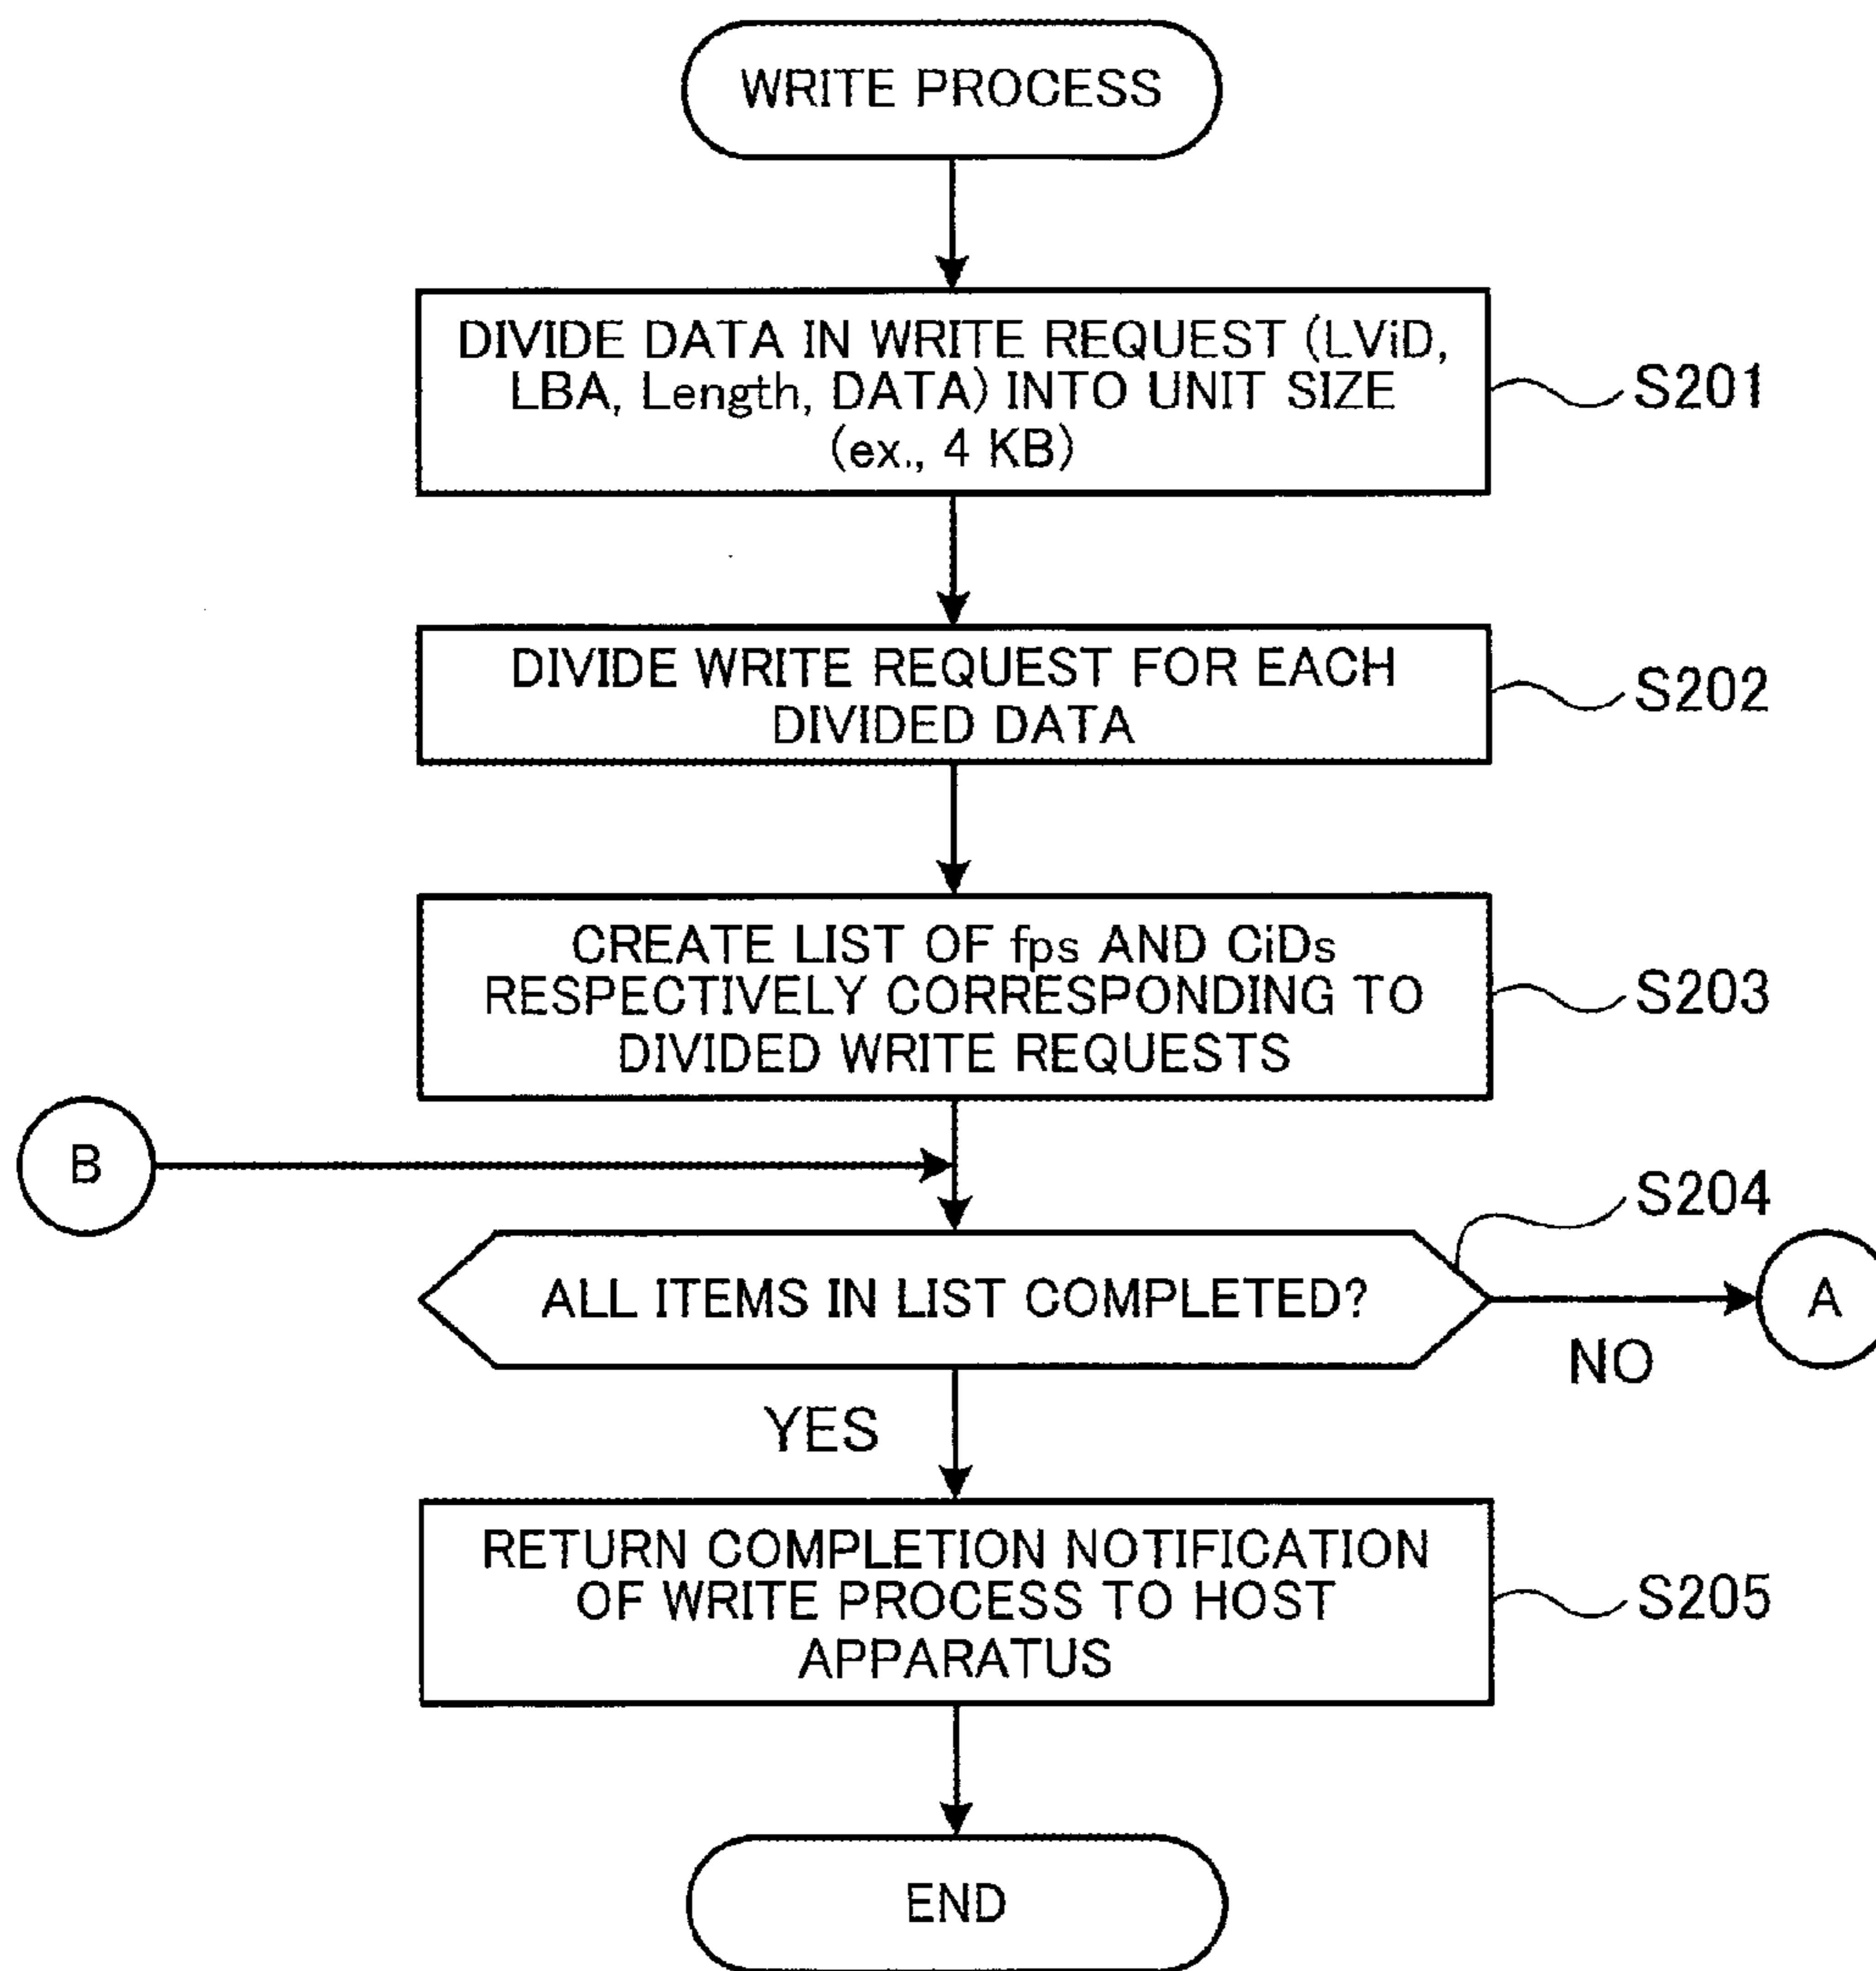 WRITE PROCESS
DIVIDE DATA IN WRITE REQUEST (LViD,
LBA, Length, DATA) INTO UNIT SIZE
(ex., 4 KB)
S201
DIVIDE WRITE REQUEST FOR EACH
DIVIDED DATA
S202
CREATE LIST OF fps AND CiDs
RESPECTIVELY CORRESPONDING TO
DIVIDED WRITE REQUESTS
S203
B
S204
ALL ITEMS IN LIST COMPLETED?
A
NO
YES
RETURN COMPLETION NOTIFICATION
OF WRITE PROCESS TO HOST
APPARATUS
S205
END